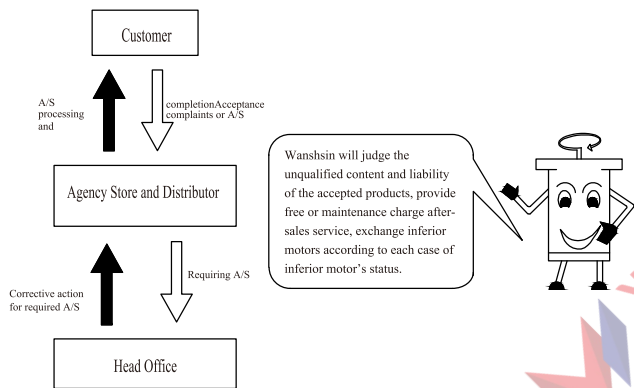 Customer
A/S
processing
and
completionAcceptance
complaints or A/S
Agency Store and Distributor
Wanshsin will judge the
unqualified content and liability
of the accepted products, provide
free or maintenance charge after-
sales service, exchange inferior
motors according to each case of
inferior motor's status.
Corrective action
for required A/S
Requiring A/S
Head Office